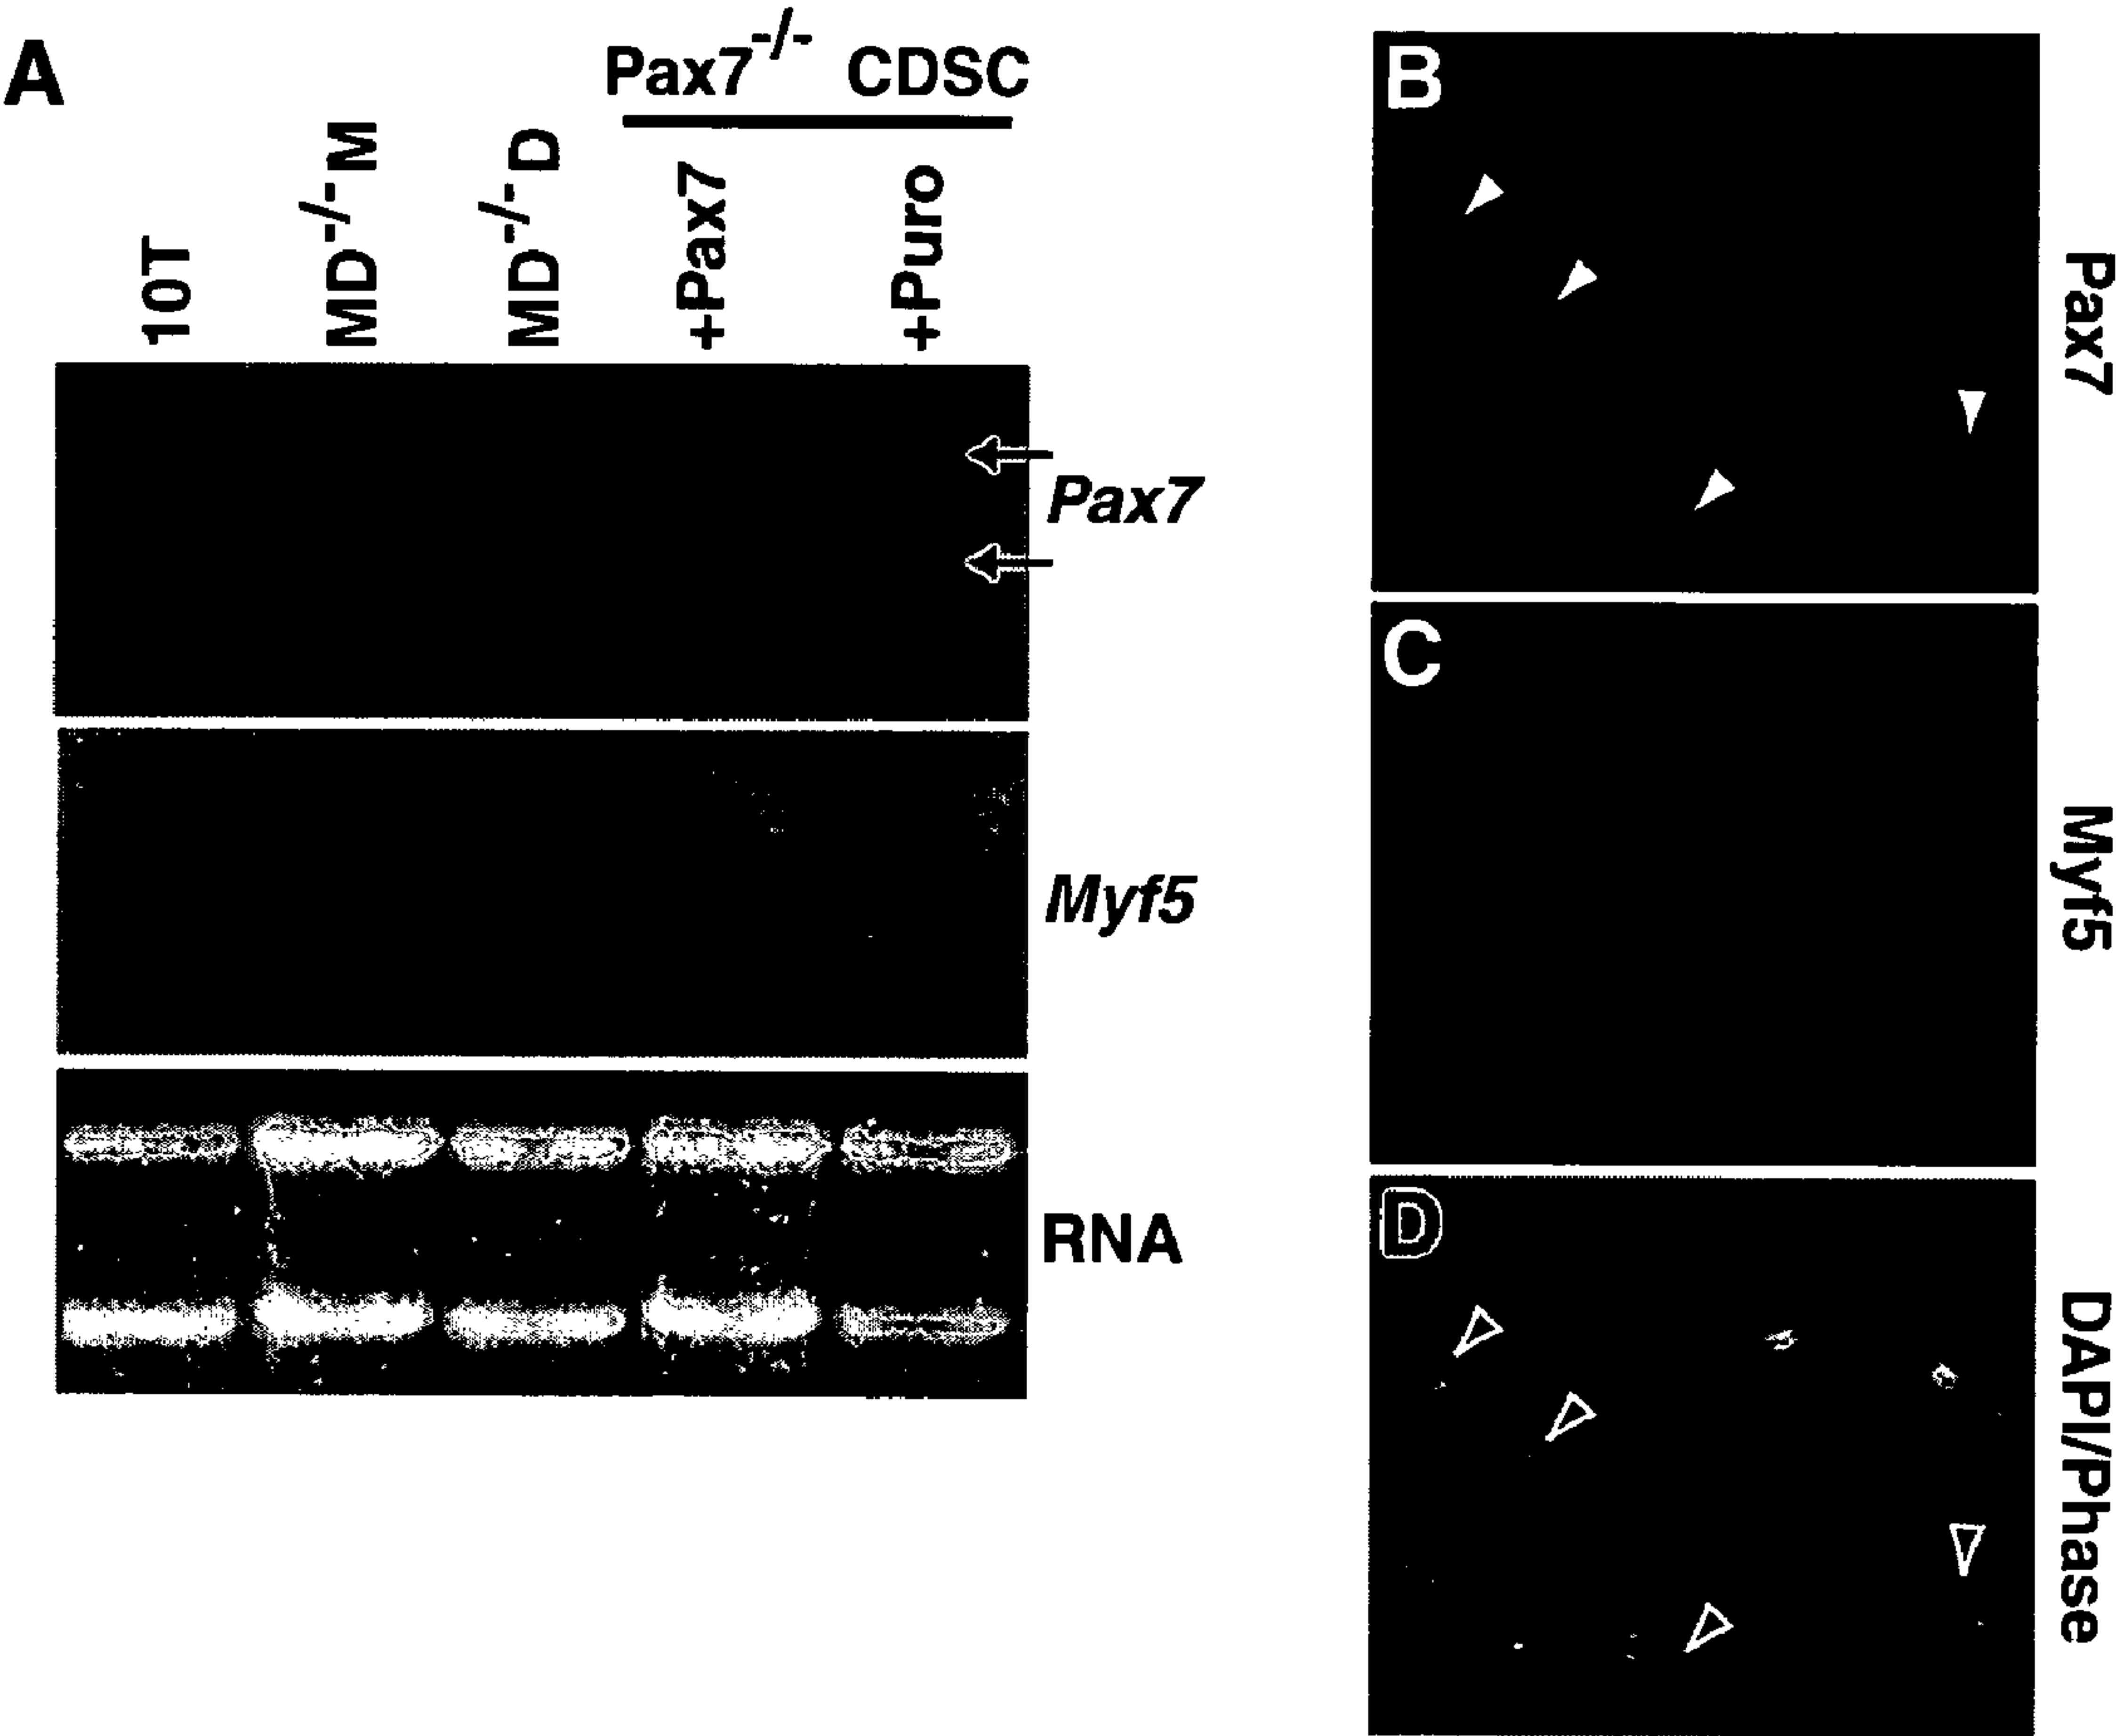 A
Pax7-/- CDSC
10T
MD-/- M
MD-/- D
+Pax7
+Puro
Pax7
Myf5
RNA
B
Pax7
C
Myf5
D
DAPI/Phase